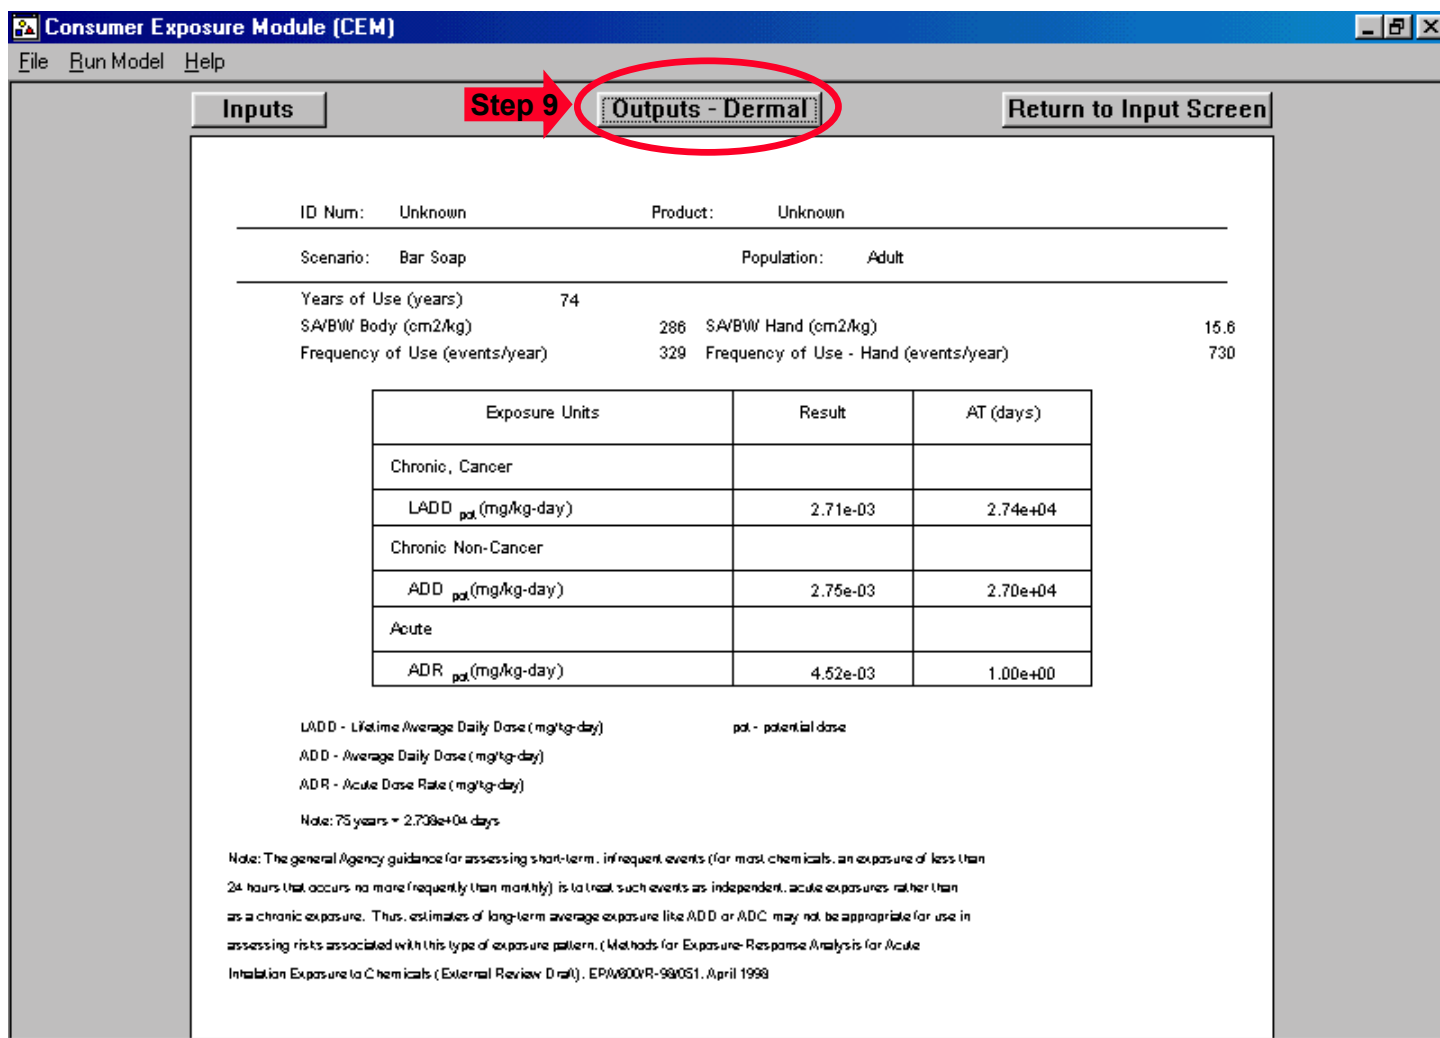 Consumer Exposure Module (CEM)
File Run Model Help
Inputs Step 9 Outputs - Dermal Return to Input Screen
ID Num: Unknown Product: Unknown
Scenario: Bar Soap Population: Adult
Years of Use (years) 74
SA/BW Body (cm2/kg) 286 SA/BW Hand (cm2/kg) 15.6
Frequency of Use (events/year) 329 Frequency of Use - Hand (events/year) 730
Exposure Units Result AT (days)
Chronic, Cancer
LADD pot (mg/kg-day) 2.71e-03 2.74e+04
Chronic Non-Cancer
ADD pot (mg/kg-day) 2.75e-03 2.70e+04
Acute
ADR pot (mg/kg-day) 4.52e-03 1.00e+00
LADD - Lifetime Average Daily Dose (mg/kg-day) pot - potential dose
ADD - Average Daily Dose (mg/kg-day)
ADR - Acute Dose Rate (mg/kg-day)
Note: 75 years = 2.738e+04 days
Note: The general Agency guidance for assessing short-term, infrequent events (for most chemicals, an exposure of less than
24 hours that occurs no more frequently than monthly) is to treat such events as independent, acute exposures rather than
as a chronic exposure. Thus, estimates of long-term average exposure like ADD or ADC may not be appropriate for use in
assessing risks associated with this type of exposure pattern. (Methods for Exposure-Response Analysis for Acute
Inhalation Exposure to Chemicals (External Review Draft). EPA/600/R-98/051. April 1998